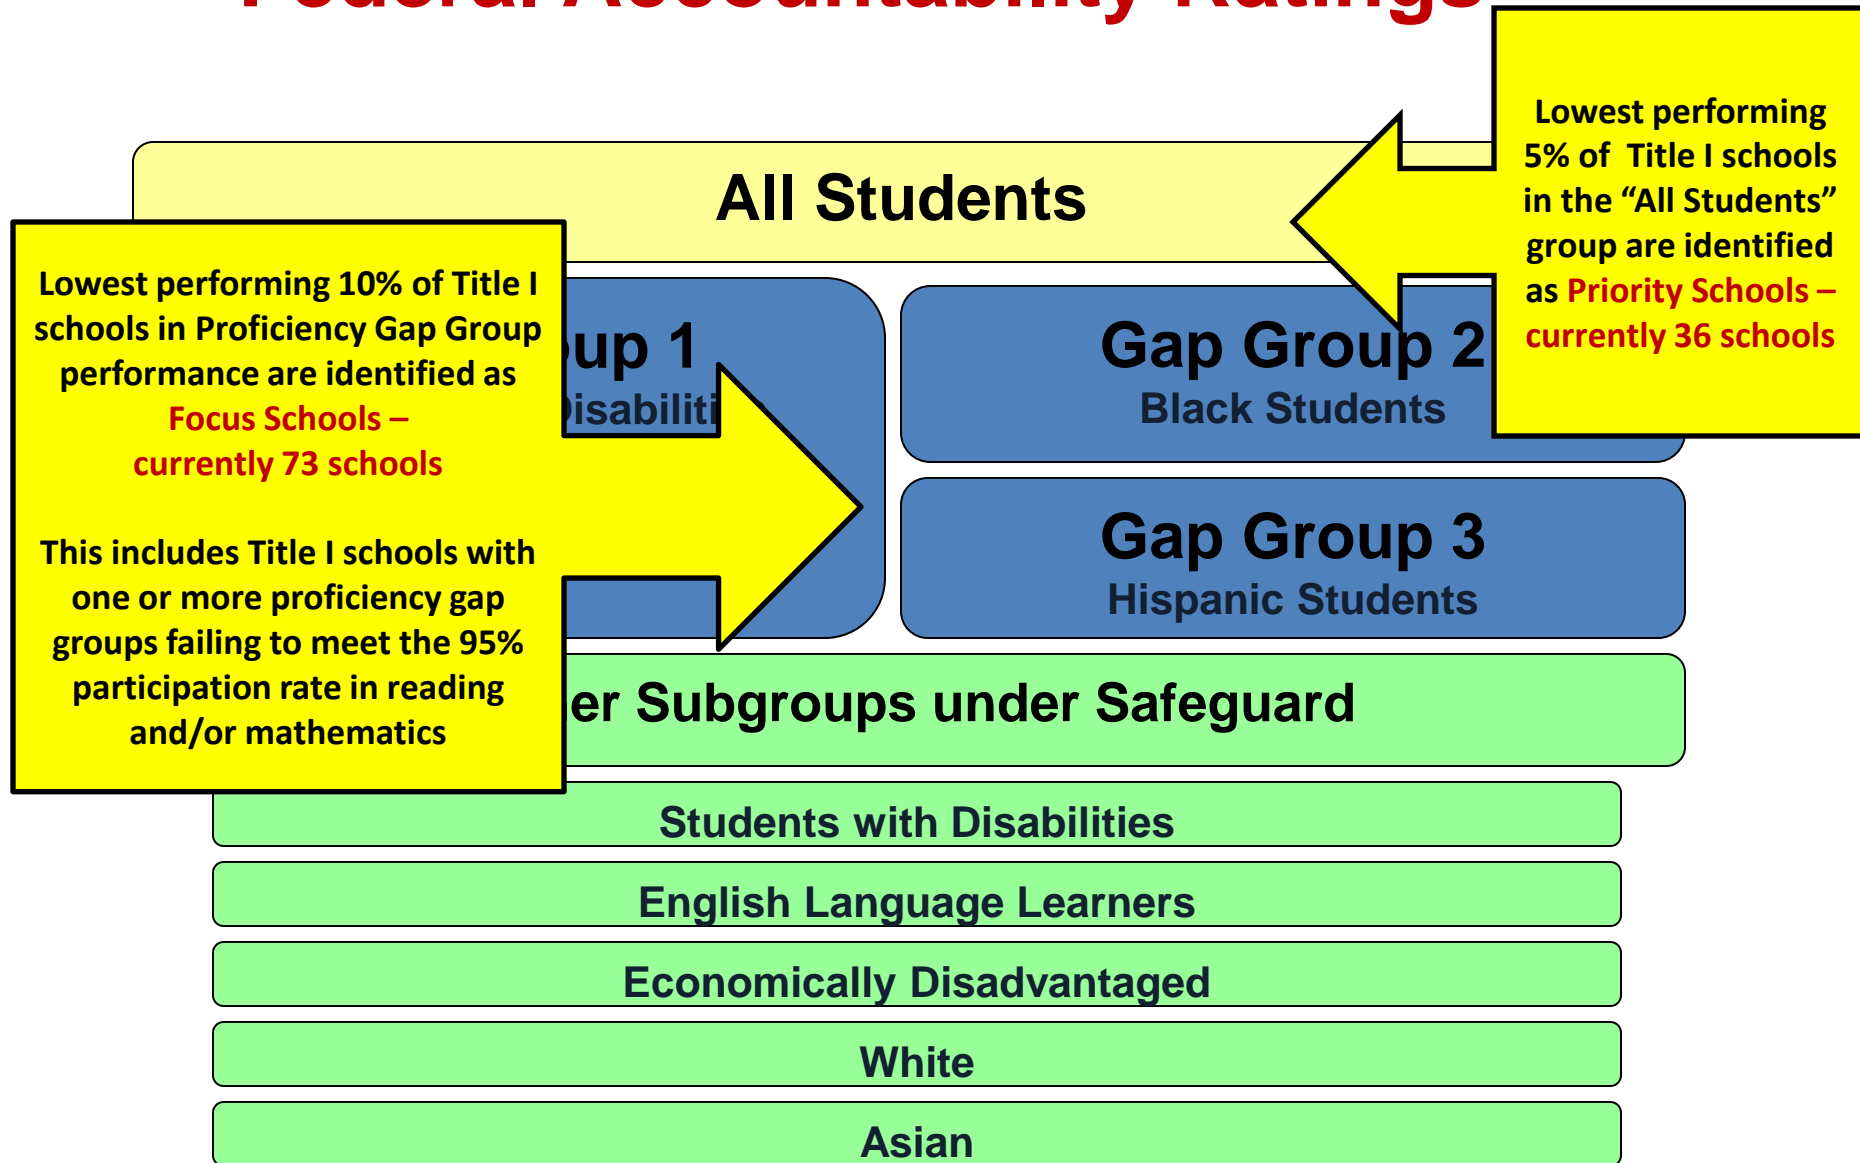 Federal Accountability Ratings
All Students
Lowest performing
5% of Title I schools
in the “All Students”
group are identified
as Priority Schools –
currently 36 schools
Lowest performing 10% of Title I
schools in Proficiency Gap Group
performance are identified as
Focus Schools –
currently 73 schools
This includes Title I schools with
one or more proficiency gap
groups failing to meet the 95%
participation rate in reading
and/or mathematics
1
Gap Group 2
Black Students
Gap Group 3
Hispanic Students
Subgroups under Safeguard
Students with Disabilities
English Language Learners
Economically Disadvantaged
White
Asian